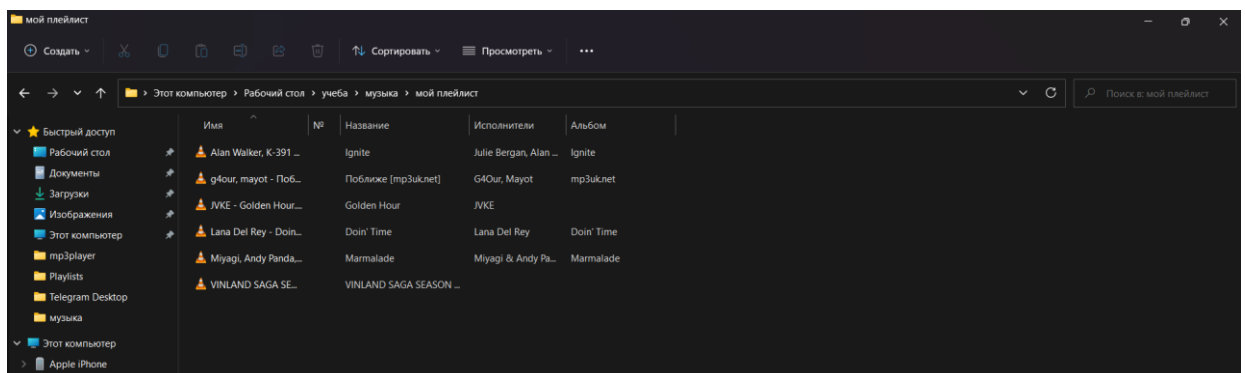 мой плейлист
Создать
Сортировать
Просмотреть
Этот компьютер › Рабочий стол › учеба › музыка › мой плейлист
Поиск в: мой плейлист
Имя № Название Исполнители Альбом
Быстрый доступ
Рабочий стол
Документы
Загрузки
Изображения
Этот компьютер
mp3player
Playlists
Telegram Desktop
музыка
Этот компьютер
Apple iPhone
Alan Walker, K-391 ... Ignite Julie Bergan, Alan ... Ignite
g4our, mayot - Поб... Поближе [mp3uk.net] G4Our, Mayot mp3uk.net
JVKE - Golden Hour... Golden Hour JVKE
Lana Del Rey - Doin... Doin' Time Lana Del Rey Doin' Time
Miyagi, Andy Panda,... Marmalade Miyagi & Andy Pa... Marmalade
VINLAND SAGA SE... VINLAND SAGA SEASON ...